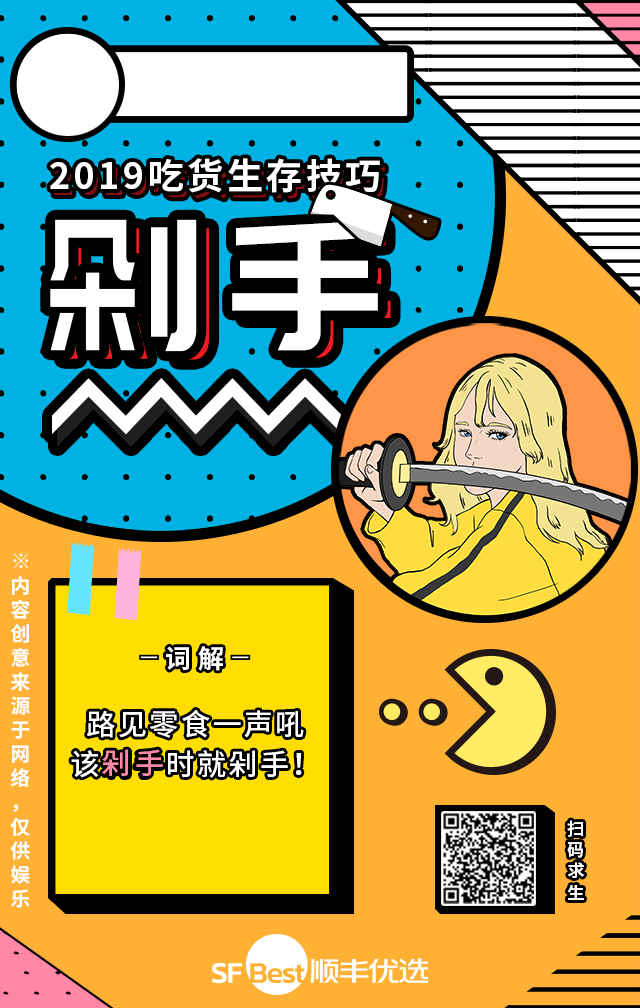 2019吃货生存技巧
剁手
词解
路见零食一声吼
该剁手时就剁手!
※内容创意来源于网络，仅供娱乐
扫码求生
SF Best 顺丰优选